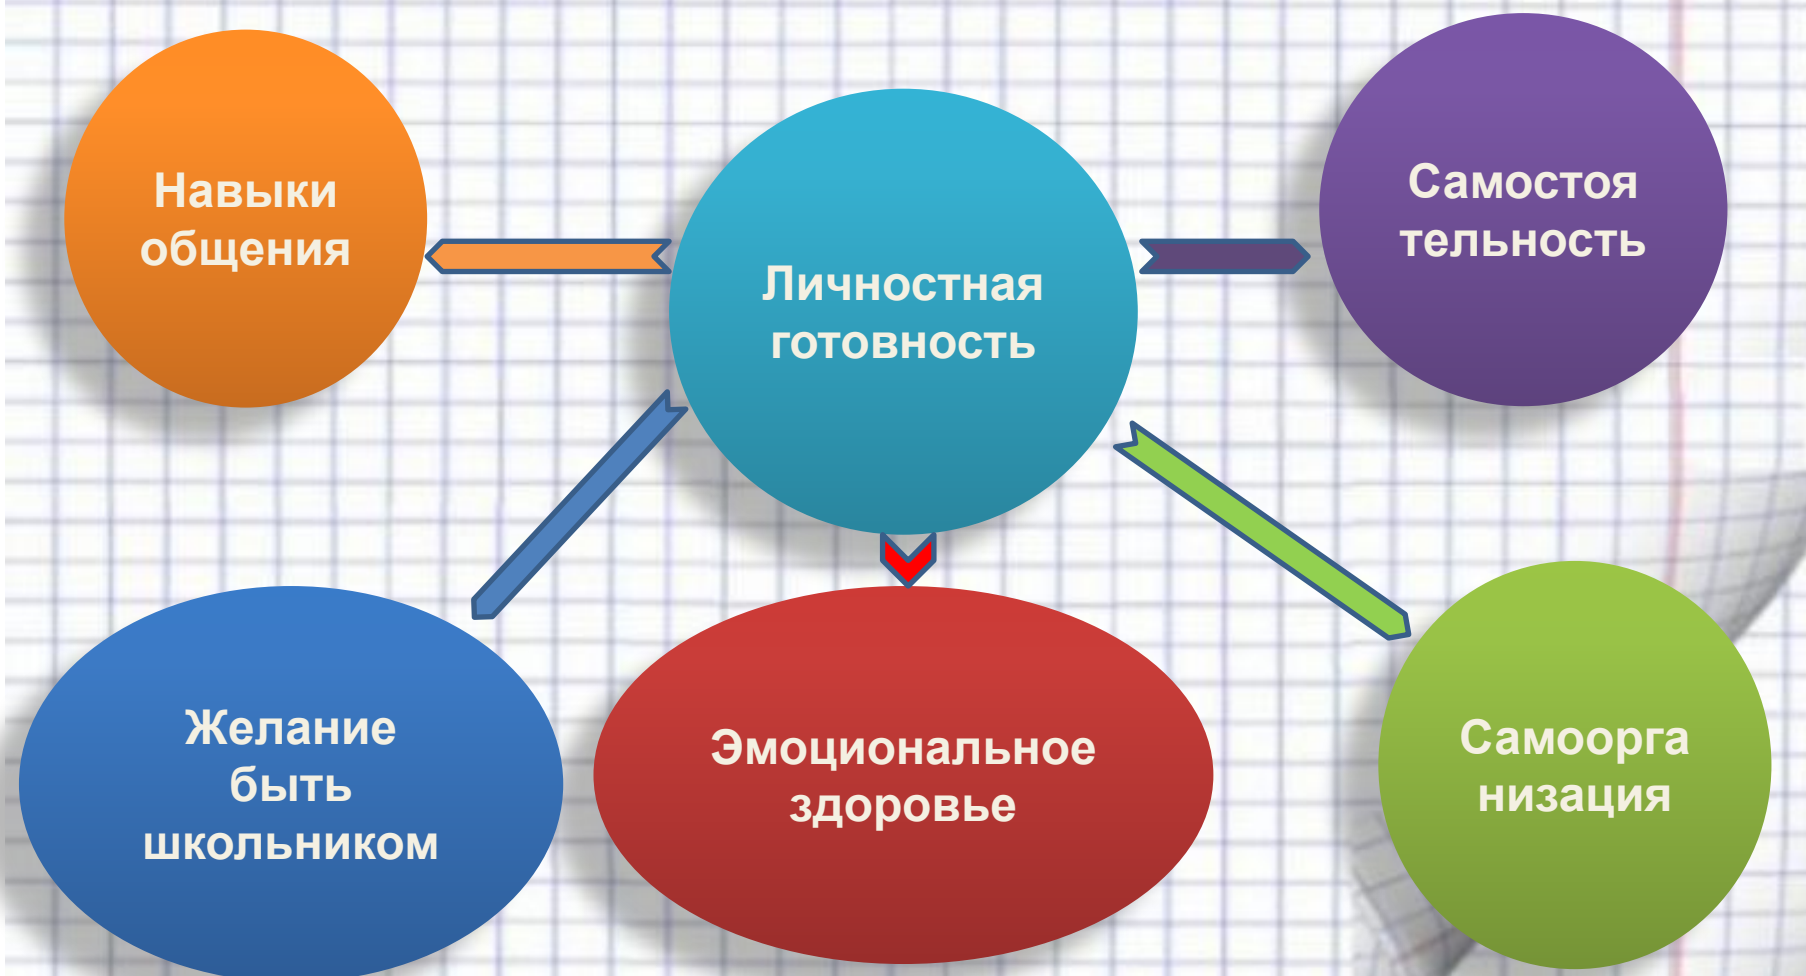 Навыки
общения
Личностная
готовность
Самостоя
тельность
Желание
быть
школьником
Эмоциональное
здоровье
Самоорга
низация